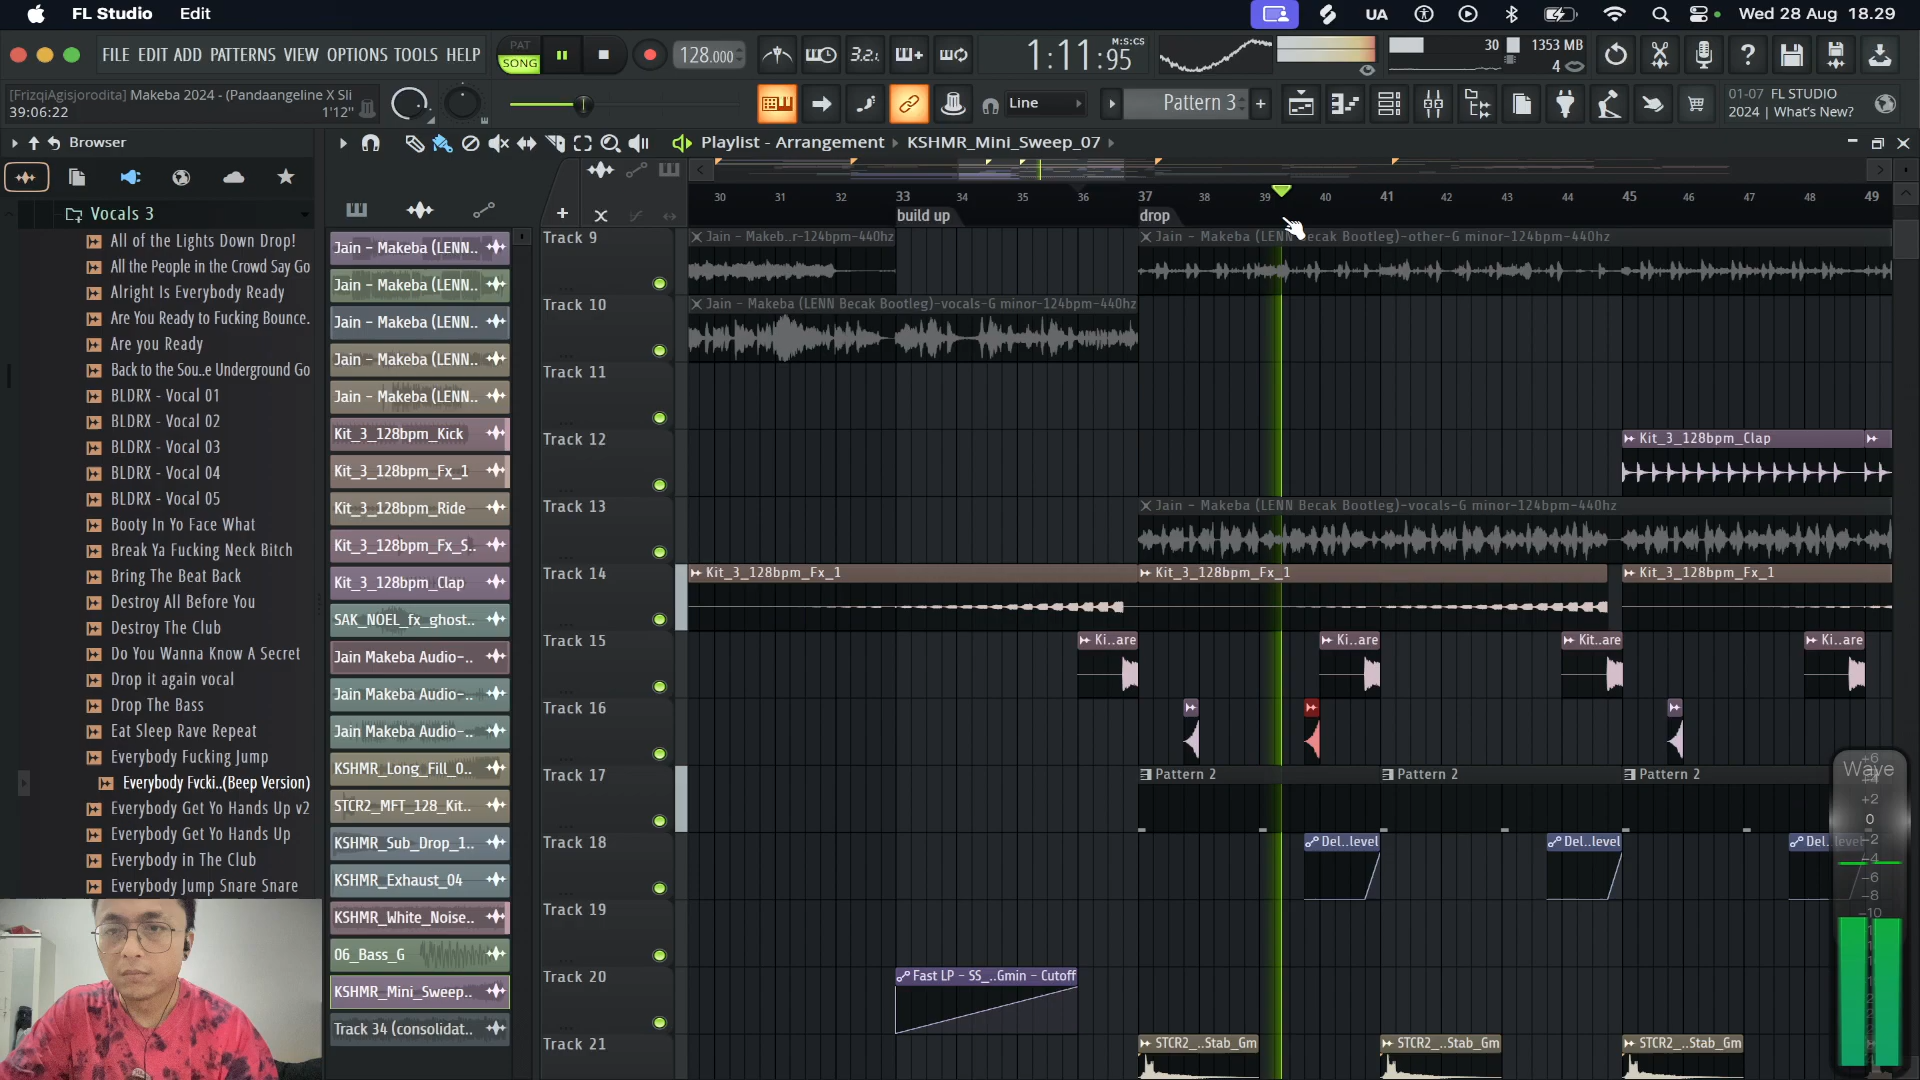 FL Studio Edit UA Wed 28 Aug 18.29
FILE EDIT ADD PATTERNS VIEW OPTIONS TOOLS HELP
PAT
SONG
128.000
3.2.
1:11:95
M:S:CS
30
1353 MB
4
[FrizqiAgisjorodita] Makeba 2024 - (Pandaangeline X Sli
39:06:22
1'12"
Line
Pattern 3
01-07 FL STUDIO
2024 | What's New?
Browser
Playlist - Arrangement KSHMR_Mini_Sweep_07
30 31 32 33 34 35 36 37 38 39 40 41 42 43 44 45 46 47 48 49
build up
drop
Vocals 3
All of the Lights Down Drop!
All the People in the Crowd Say Go
Alright Is Everybody Ready
Are You Ready to Fucking Bounce.
Are you Ready
Back to the Sou..e Underground Go
BLDRX - Vocal 01
BLDRX - Vocal 02
BLDRX - Vocal 03
BLDRX - Vocal 04
BLDRX - Vocal 05
Booty In Yo Face What
Break Ya Fucking Neck Bitch
Bring The Beat Back
Destroy All Before You
Destroy The Club
Do You Wanna Know A Secret
Drop it again vocal
Drop The Bass
Eat Sleep Rave Repeat
Everybody Fucking Jump
Everybody Fvcki..(Beep Version)
Everybody Get Yo Hands Up v2
Everybody Get Yo Hands Up
Everybody in The Club
Everybody Jump Snare Snare
Jain - Makeba (LENN..
Jain - Makeba (LENN..
Jain - Makeba (LENN..
Jain - Makeba (LENN..
Jain - Makeba (LENN..
Kit_3_128bpm_Kick
Kit_3_128bpm_Fx_1
Kit_3_128bpm_Ride
Kit_3_128bpm_Fx_S..
Kit_3_128bpm_Clap
SAK_NOEL_fx_ghost..
Jain Makeba Audio-..
Jain Makeba Audio-..
Jain Makeba Audio-..
KSHMR_Long_Fill_0..
STCR2_MFT_128_Kit..
KSHMR_Sub_Drop_1..
KSHMR_Exhaust_04
KSHMR_White_Noise..
06_Bass_G
KSHMR_Mini_Sweep..
Track 34 (consolidat..
Track 9
Jain - Makeb..r-124bpm-440hz
Jain - Makeba (LENN Becak Bootleg)-other-G minor-124bpm-440hz
Track 10
Jain - Makeba (LENN Becak Bootleg)-vocals-G minor-124bpm-440hz
Track 11
Track 12
Kit_3_128bpm_Clap
Track 13
Jain - Makeba (LENN Becak Bootleg)-vocals-G minor-124bpm-440hz
Track 14
Kit_3_128bpm_Fx_1
Kit_3_128bpm_Fx_1
Kit_3_128bpm_Fx_1
Track 15
Ki..are
Ki..are
Kit..are
Ki..are
Track 16
Track 17
Pattern 2
Pattern 2
Pattern 2
Track 18
Del..level
Del..level
Del..level
Track 19
Track 20
Fast LP - SS_..Gmin - Cutoff
Track 21
STCR2_..Stab_Gm
STCR2_..Stab_Gm
STCR2_..Stab_Gm
Wave
+6
+4
+2
0
-2
-4
-6
-8
-10